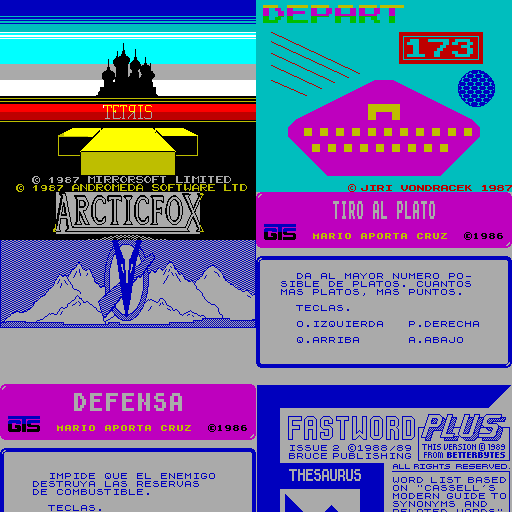 TETRIS
© 1987 MIRRORSOFT LIMITED
© 1987 ANDROMEDA SOFTWARE LTD
DEPART
173
© JIRI VONDRACEK 1987
ARCTICFOX
TIRO AL PLATO
GTS MARIO APORTA CRUZ ©1986
DA AL MAYOR NUMERO PO-
SIBLE DE PLATOS. CUANTOS
MAS PLATOS, MAS PUNTOS.
TECLAS.
O.IZQUIERDA P.DERECHA
Q.ARRIBA A.ABAJO
DEFENSA
GTS MARIO APORTA CRUZ ©1986
IMPIDE QUE EL ENEMIGO
DESTRUYA LAS RESERVAS
DE COMBUSTIBLE.
TECLAS.
FASTWORD PLUS
ISSUE 2 ©1988/89
BRUCE PUBLISHING
THIS VERSION ©1989
FROM BETTERBYTES
ALL RIGHTS RESERVED.
THESAURUS
WORD LIST BASED
ON "CASSELL'S
MODERN GUIDE TO
SYNONYMS AND
RELATED WORDS"